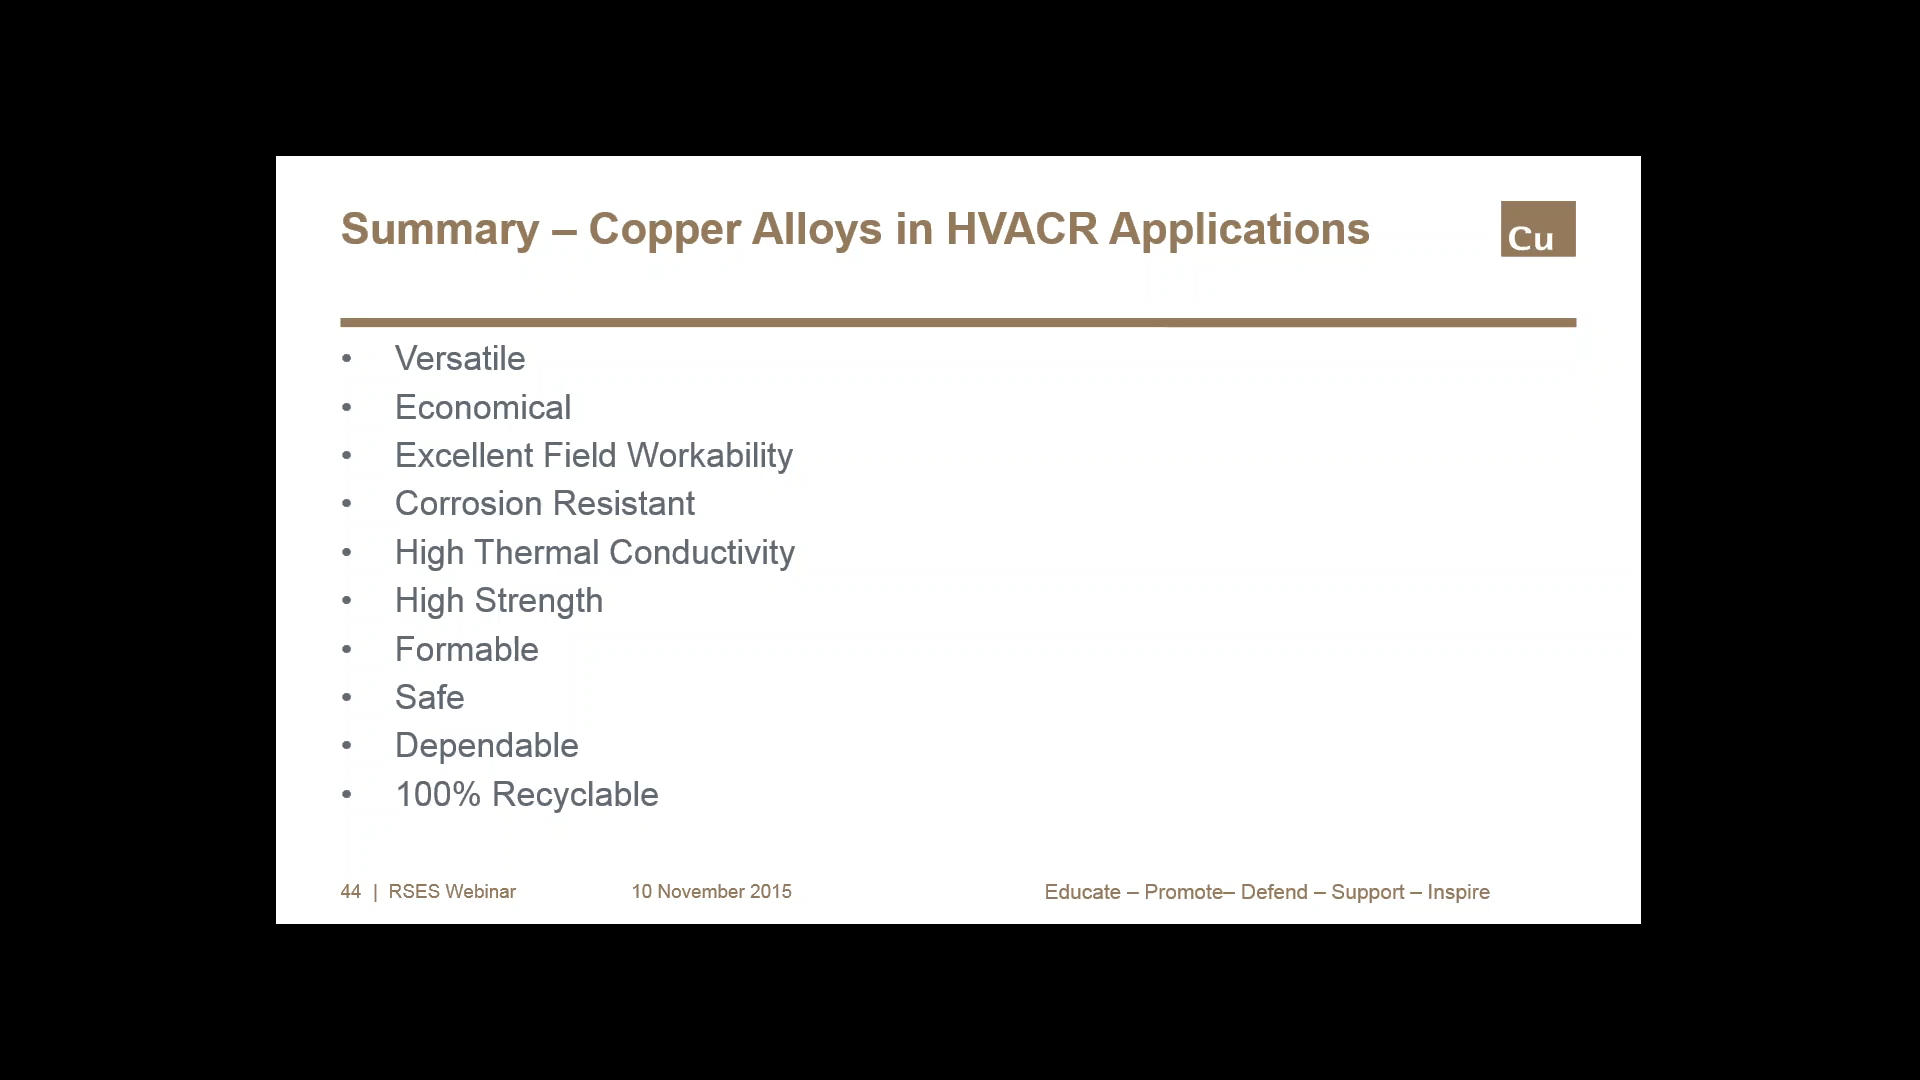 Summary – Copper Alloys in HVACR Applications
Cu
• Versatile
• Economical
• Excellent Field Workability
• Corrosion Resistant
• High Thermal Conductivity
• High Strength
• Formable
• Safe
• Dependable
• 100% Recyclable
44 | RSES Webinar 10 November 2015 Educate – Promote– Defend – Support – Inspire